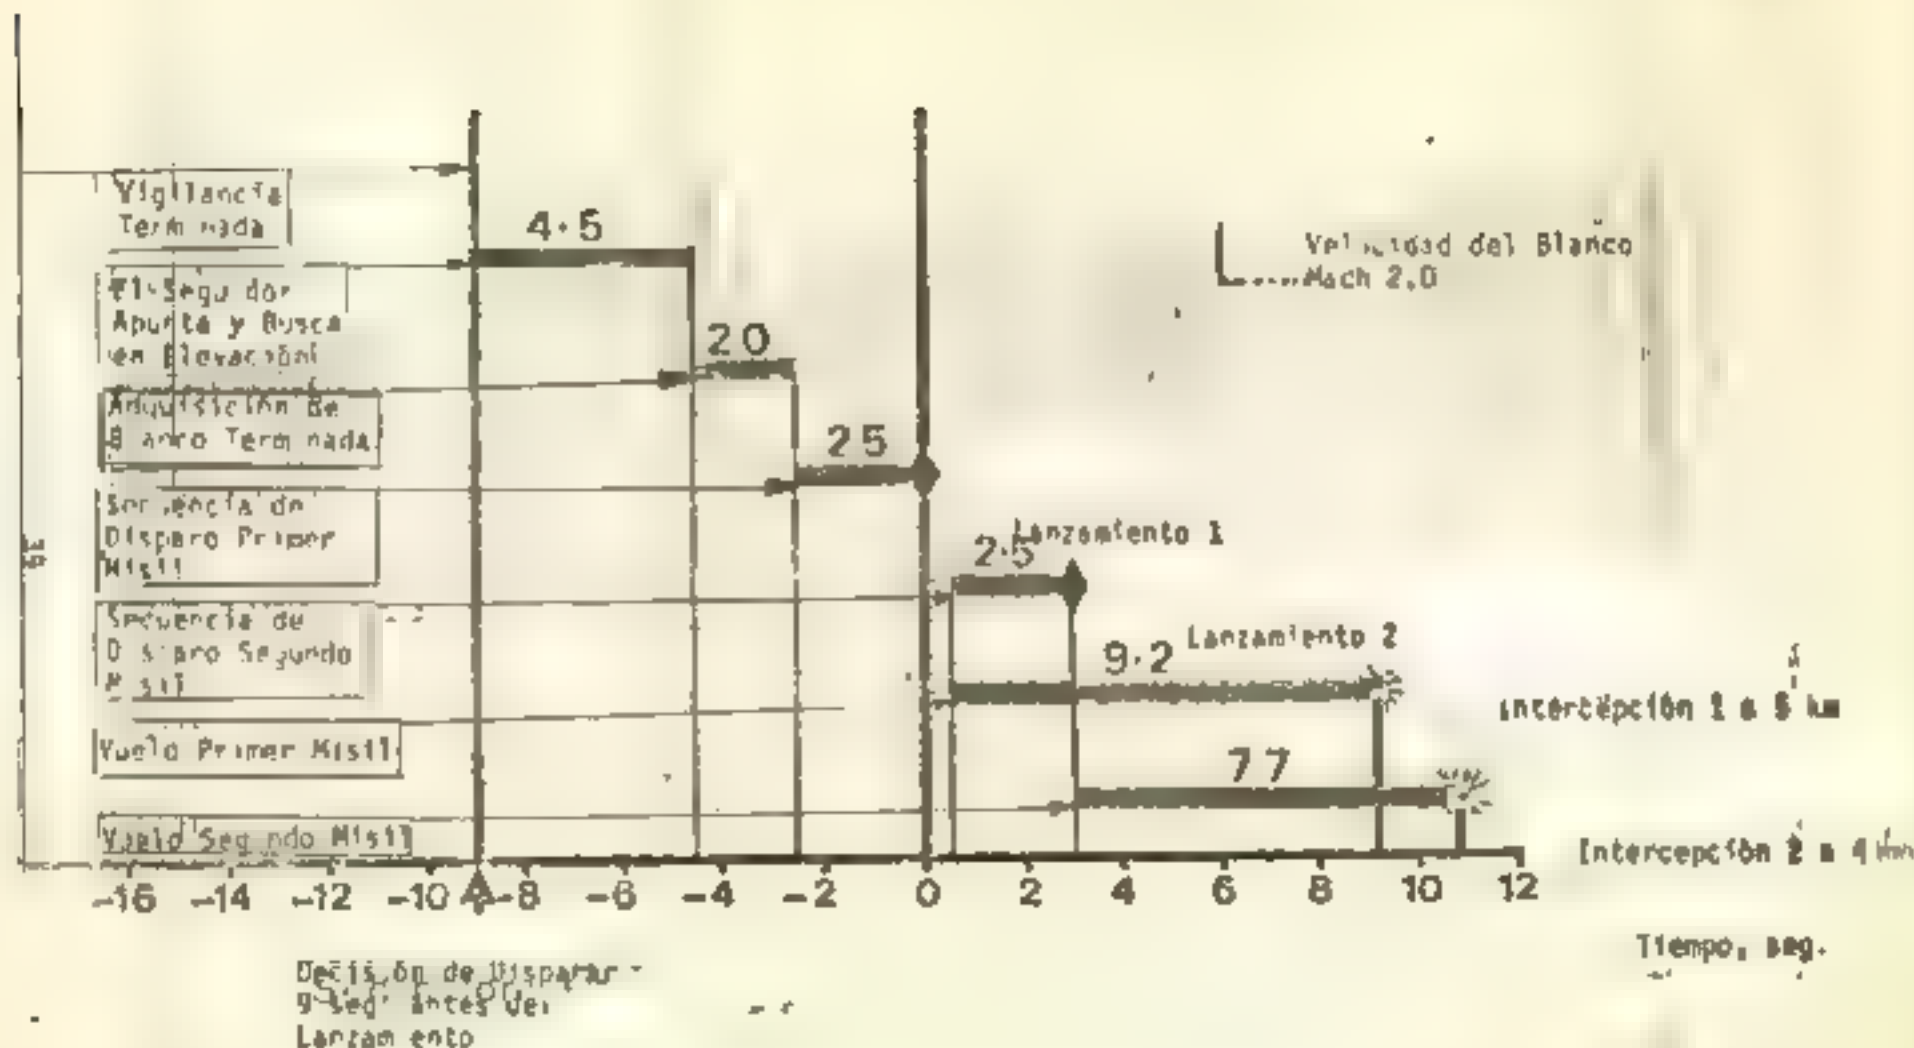 Vigilancia
Terminada
4.5
El Seguidor
Apunta y Busca
en Elevación
20
Velocidad del Blanco
Mach 2.0
Adquisición de
Blanco Terminada
25
Secuencia de
Disparo Primer
Misil
Lanzamiento 1
2.5
Secuencia de
Disparo Segundo
Misil
Lanzamiento 2
9.2
Intercepción 1 a 5 km
Vuelo Primer Misil
77
Vuelo Segundo Misil
Intercepción 2 a 4
-16 -14 -12 -10 -8 -6 -4 -2 0 2 4 6 8 10 12
Tiempo, seg.
Decisión de Disparar
9 seg. antes del
Lanzamiento